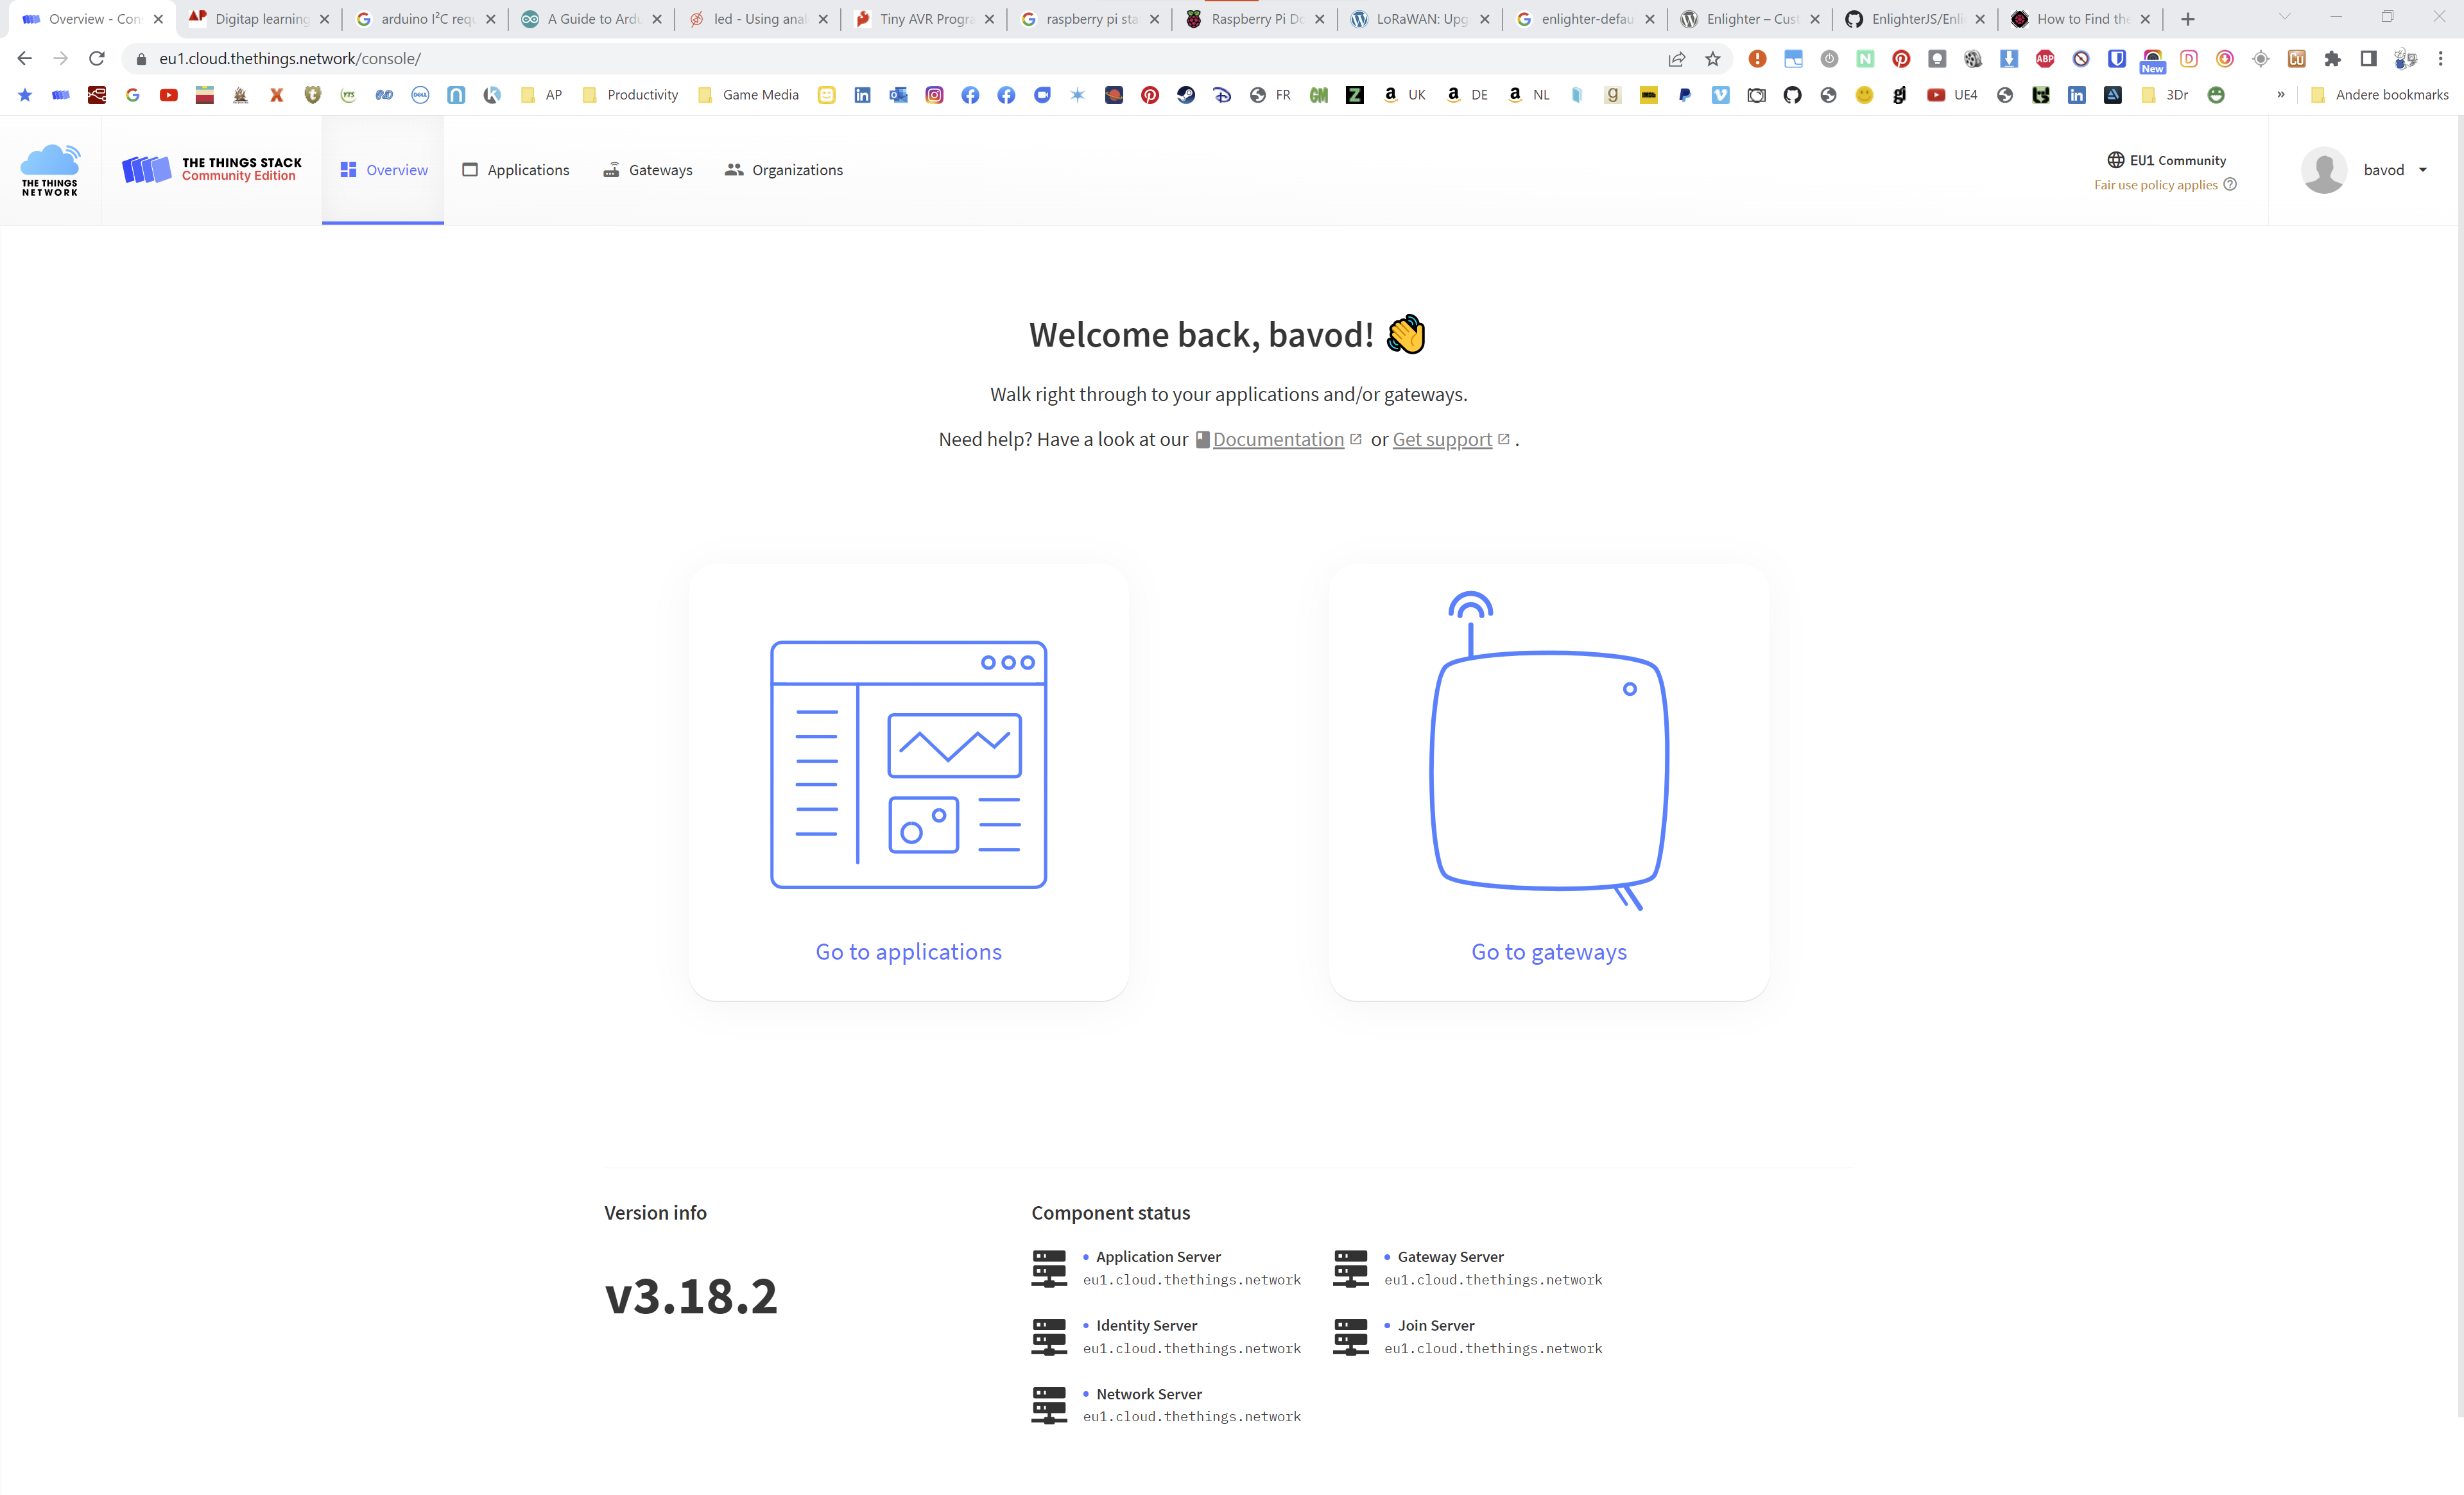 Overview - Con
Digitap learning
arduino I²C requ
A Guide to Ardu
led - Using anal
Tiny AVR Progra
raspberry pi sta
Raspberry Pi Do
LoRaWAN: Upg
enlighter-defau
Enlighter – Cust
EnlighterJS/Enli
How to Find the
eu1.cloud.thethings.network/console/
ABP
New
AP
Productivity
Game Media
FR
UK
DE
NL
UE4
3Dr
»
Andere bookmarks
THE THINGS
NETWORK
THE THINGS STACK
Community Edition
Overview
Applications
Gateways
Organizations
EU1 Community
Fair use policy applies
bavod
Welcome back, bavod! 👋
Walk right through to your applications and/or gateways.
Need help? Have a look at our Documentation or Get support .
Go to applications
Go to gateways
Version info
v3.18.2
Component status
Application Server
eu1.cloud.thethings.network
Gateway Server
eu1.cloud.thethings.network
Identity Server
eu1.cloud.thethings.network
Join Server
eu1.cloud.thethings.network
Network Server
eu1.cloud.thethings.network